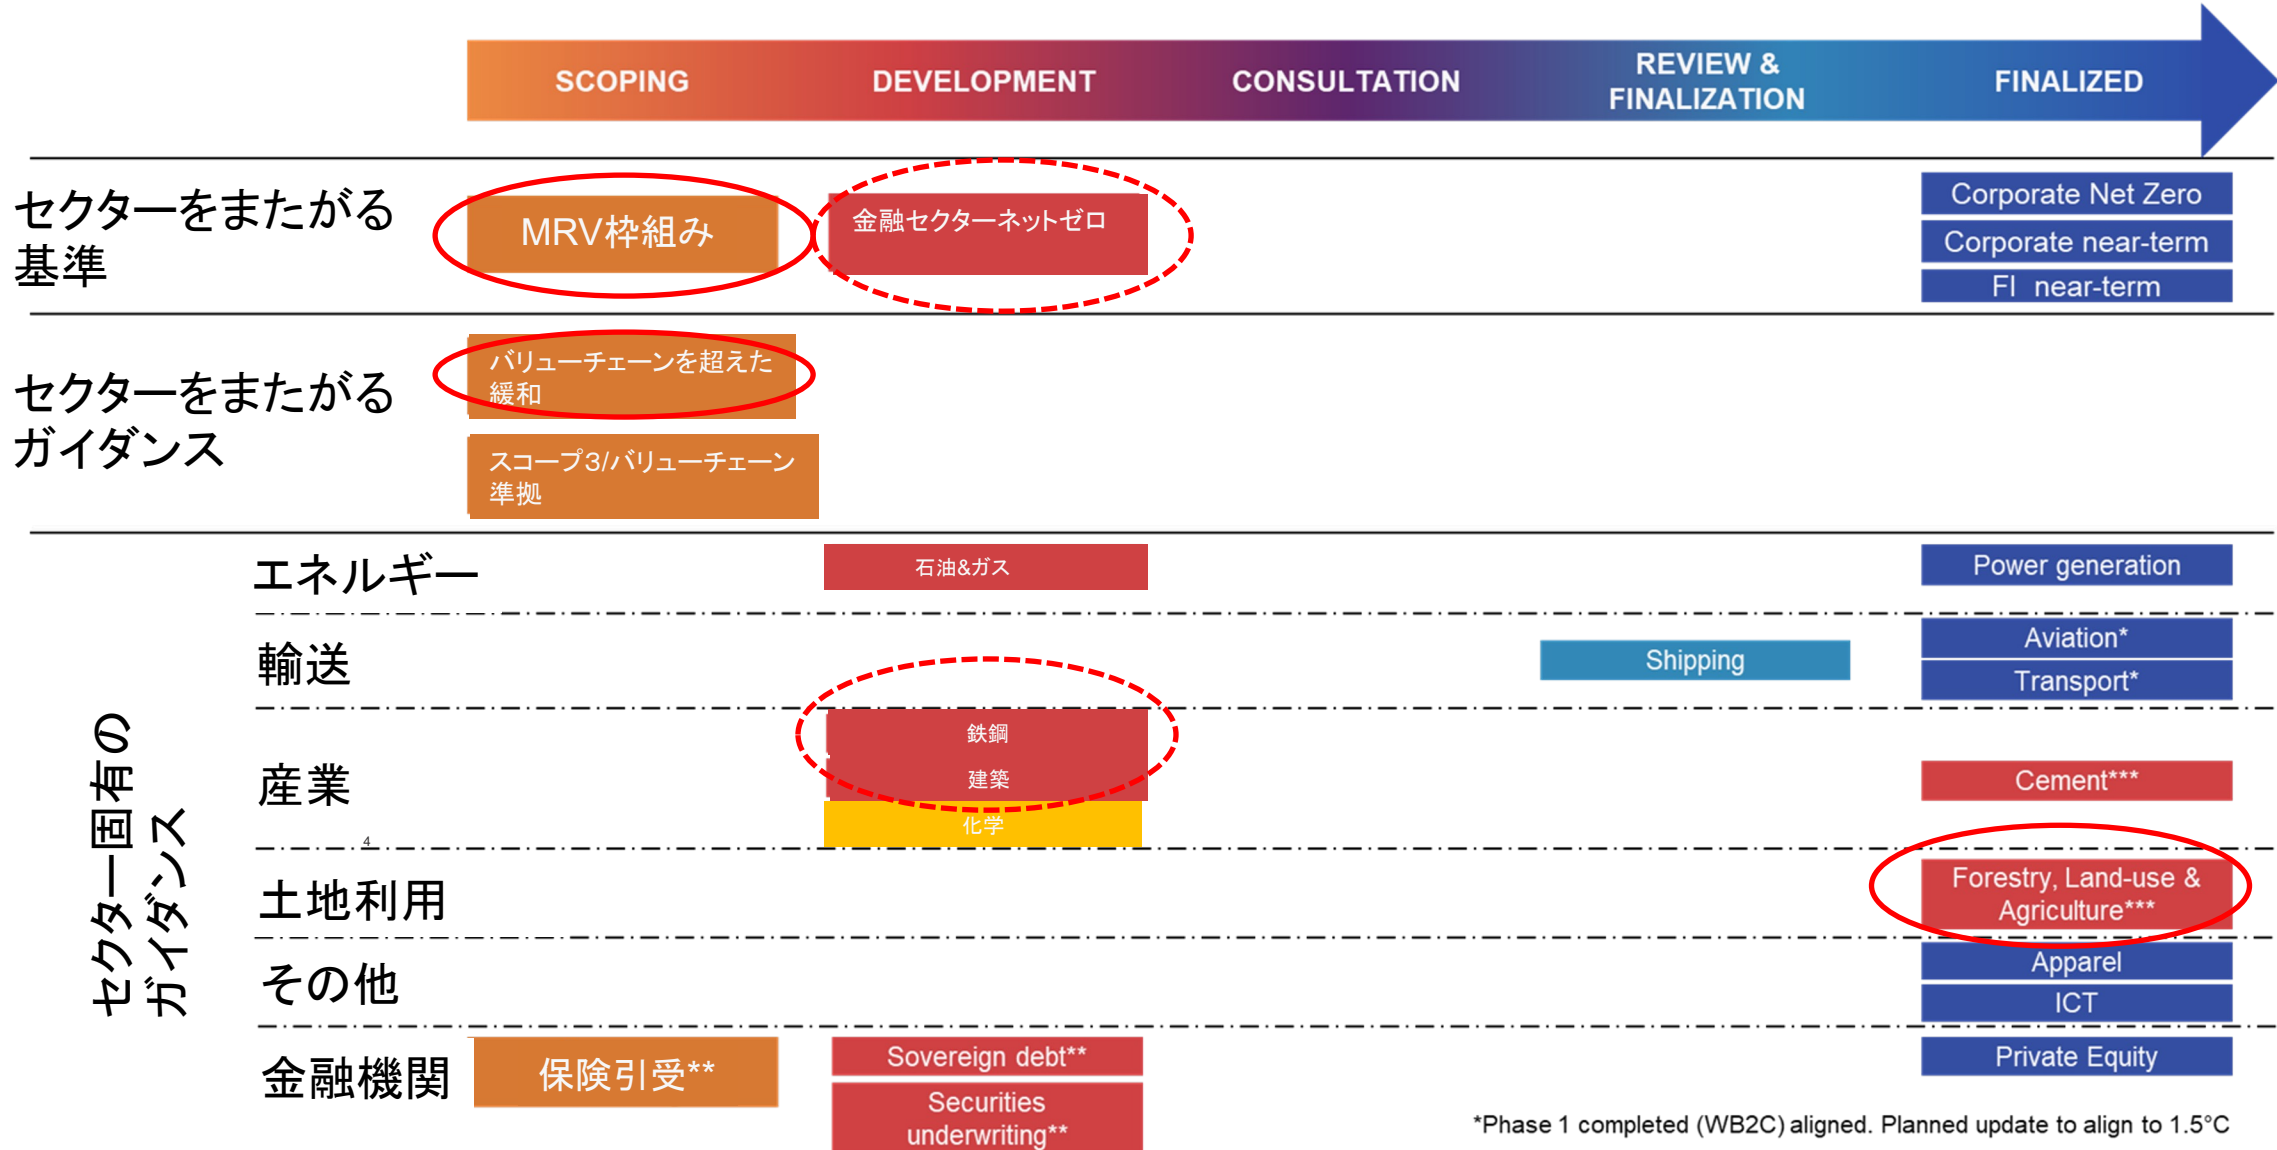 SCOPING
DEVELOPMENT
CONSULTATION
REVIEW &
FINALIZATION
FINALIZED
セクターをまたがる
基準
MRV枠組み
金融セクターネットゼロ
Corporate Net Zero
Corporate near-term
FI near-term
セクターをまたがる
ガイダンス
バリューチェーンを超えた
緩和
スコープ3/バリューチェーン
準拠
セクター固有の
ガイダンス
エネルギー
石油&ガス
Power generation
輸送
Shipping
Aviation*
Transport*
産業
鉄鋼
建築
化学
Cement***
4
土地利用
Forestry, Land-use &
Agriculture***
その他
Apparel
ICT
金融機関
保険引受**
Sovereign debt**
Securities
underwriting**
Private Equity
*Phase 1 completed (WB2C) aligned. Planned update to align to 1.5°C